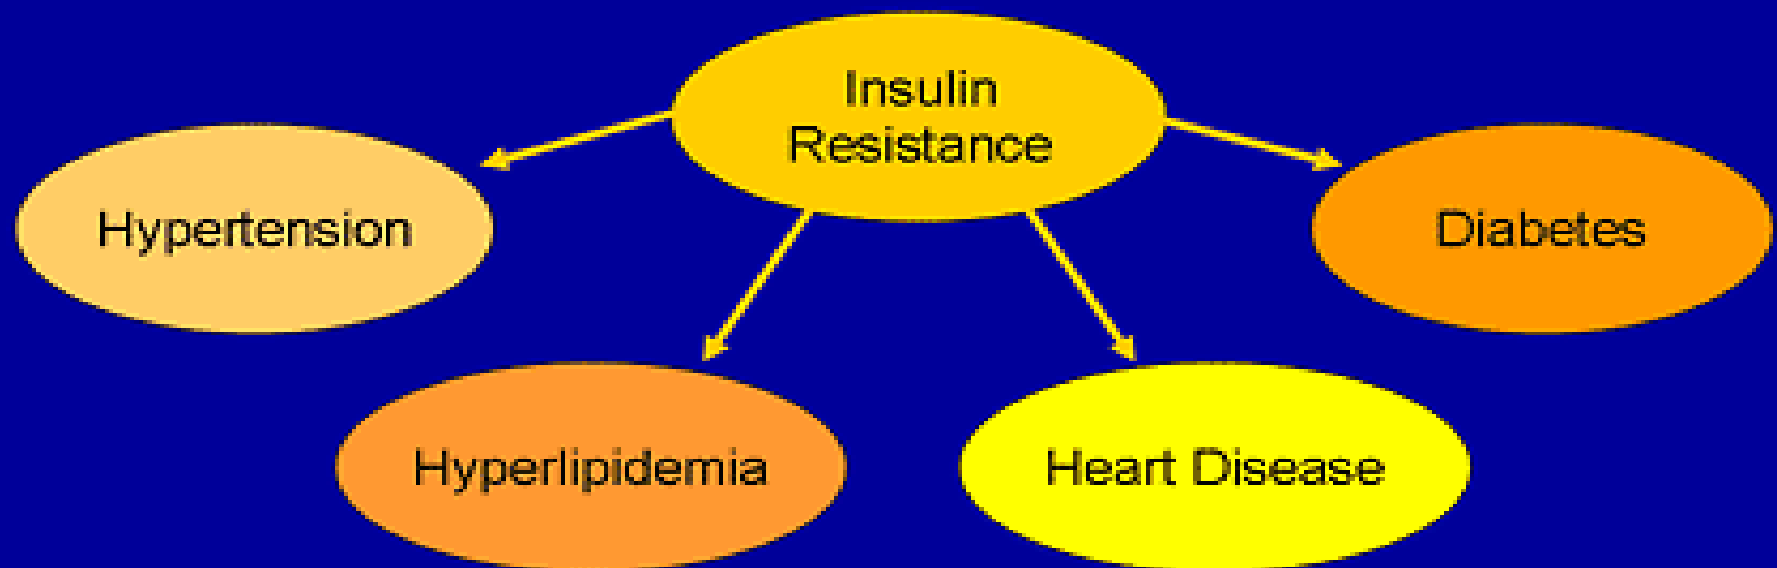 Insulin
Resistance
Hypertension
Diabetes
Hyperlipidemia
Heart Disease